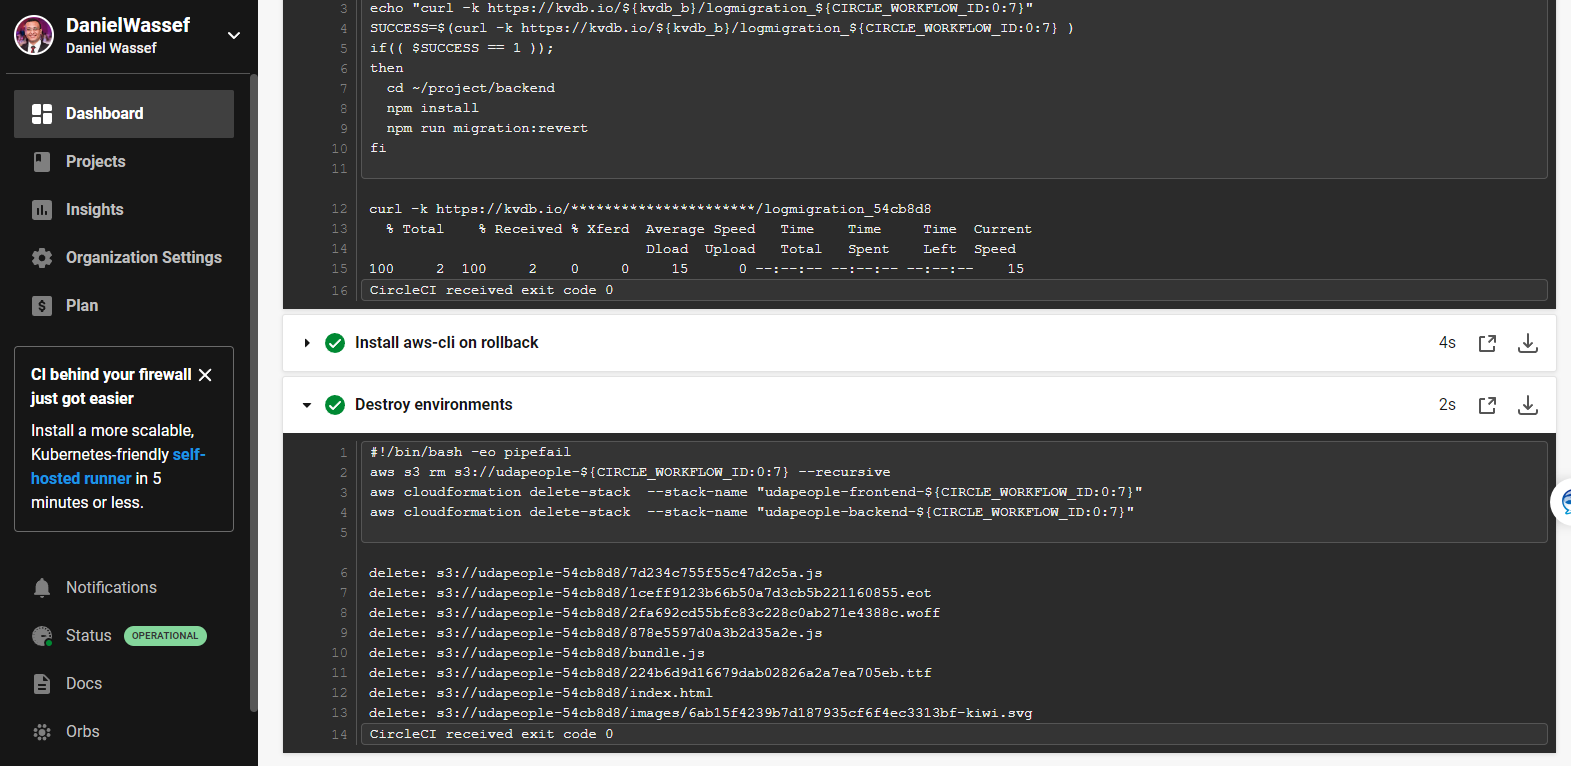 DanielWassef
Daniel Wassef
Dashboard
Projects
Insights
Organization Settings
Plan
CI behind your firewall
just got easier
Install a more scalable,
Kubernetes-friendly self-
hosted runner in 5
minutes or less.
Notifications
Status OPERATIONAL
Docs
Orbs
3 echo "curl -k https://kvdb.io/${kvdb_b}/logmigration_${CIRCLE_WORKFLOW_ID:0:7}"
4 SUCCESS=$(curl -k https://kvdb.io/${kvdb_b}/logmigration_${CIRCLE_WORKFLOW_ID:0:7} )
5 if(( $SUCCESS == 1 ));
6 then
7 cd ~/project/backend
8 npm install
9 npm run migration:revert
10 fi
11
12 curl -k https://kvdb.io/**********************/logmigration_54cb8d8
13 % Total % Received % Xferd Average Speed Time Time Time Current
14 Dload Upload Total Spent Left Speed
15 100 2 100 2 0 0 15 0 --:--:-- --:--:-- --:--:-- 15
16 CircleCI received exit code 0
Install aws-cli on rollback 4s
Destroy environments 2s
1 #!/bin/bash -eo pipefail
2 aws s3 rm s3://udapeople-${CIRCLE_WORKFLOW_ID:0:7} --recursive
3 aws cloudformation delete-stack --stack-name "udapeople-frontend-${CIRCLE_WORKFLOW_ID:0:7}"
4 aws cloudformation delete-stack --stack-name "udapeople-backend-${CIRCLE_WORKFLOW_ID:0:7}"
5
6 delete: s3://udapeople-54cb8d8/7d234c755f55c47d2c5a.js
7 delete: s3://udapeople-54cb8d8/1ceff9123b66b50a7d3cb5b221160855.eot
8 delete: s3://udapeople-54cb8d8/2fa692cd55bfc83c228c0ab271e4388c.woff
9 delete: s3://udapeople-54cb8d8/878e5597d0a3b2d35a2e.js
10 delete: s3://udapeople-54cb8d8/bundle.js
11 delete: s3://udapeople-54cb8d8/224b6d9d16679dab02826a2a7ea705eb.ttf
12 delete: s3://udapeople-54cb8d8/index.html
13 delete: s3://udapeople-54cb8d8/images/6ab15f4239b7d187935cf6f4ec3313bf-kiwi.svg
14 CircleCI received exit code 0